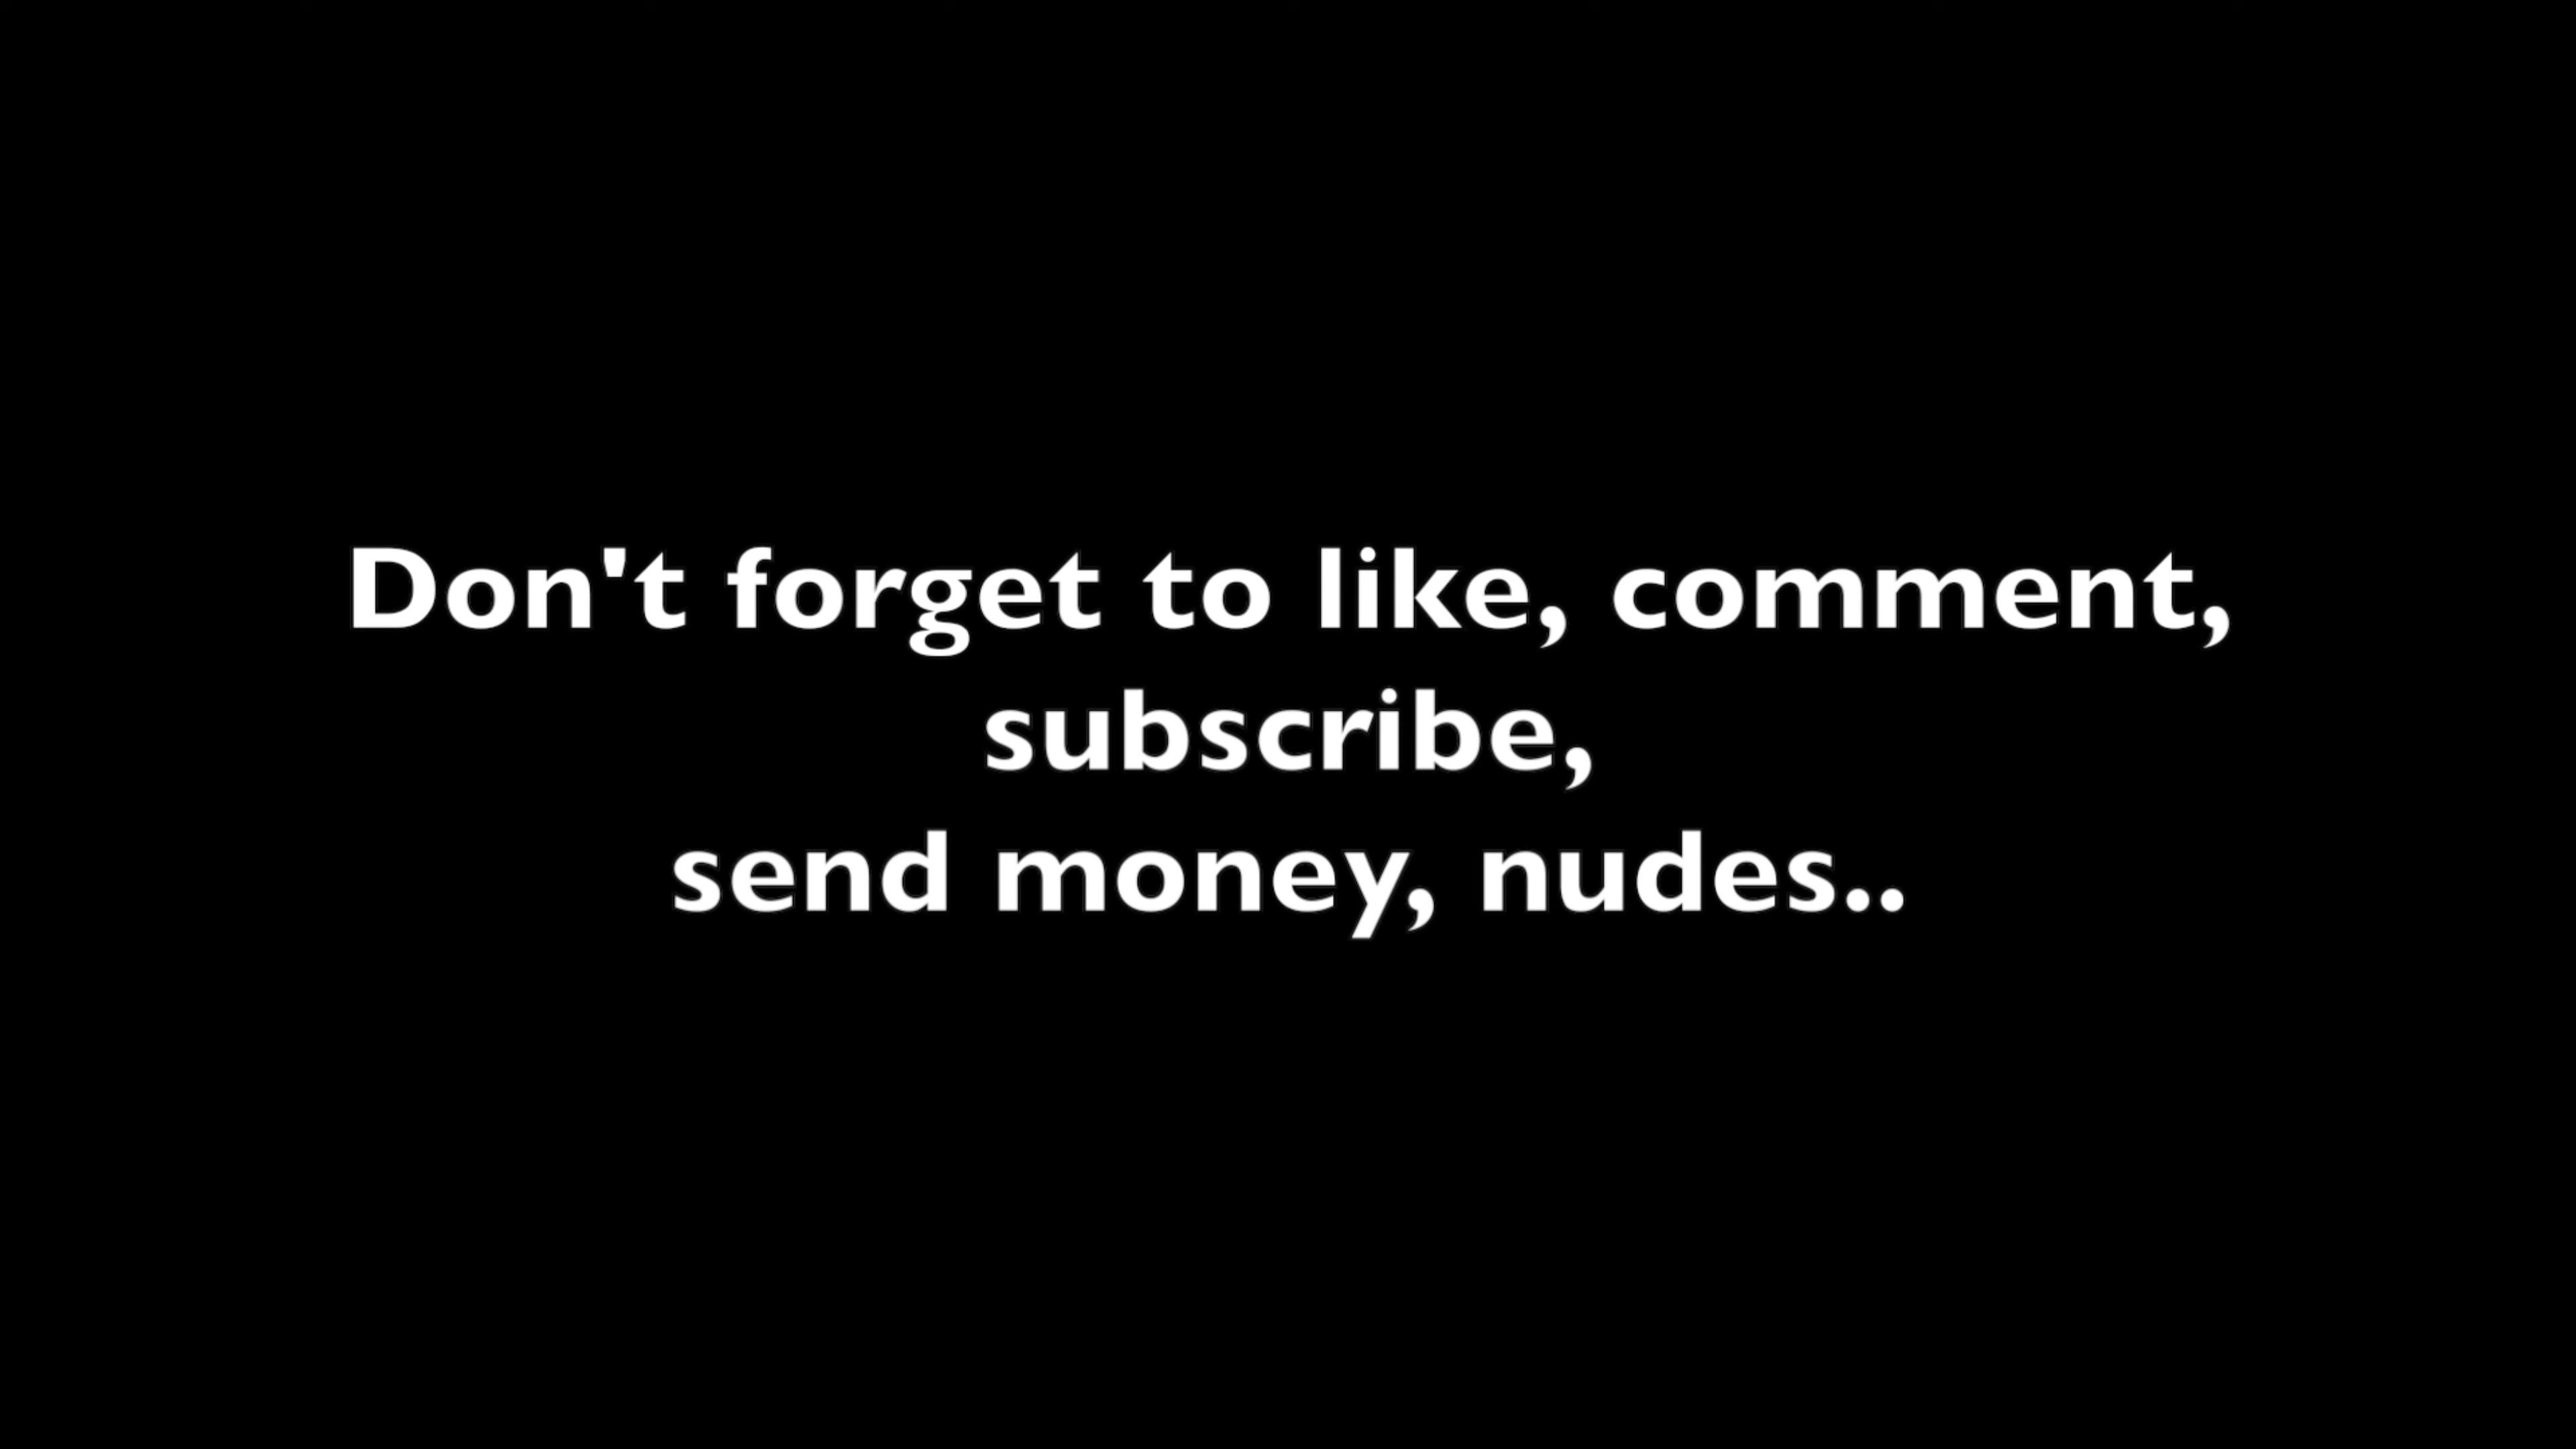 Don't forget to like, comment,
subscribe,
send money, nudes..